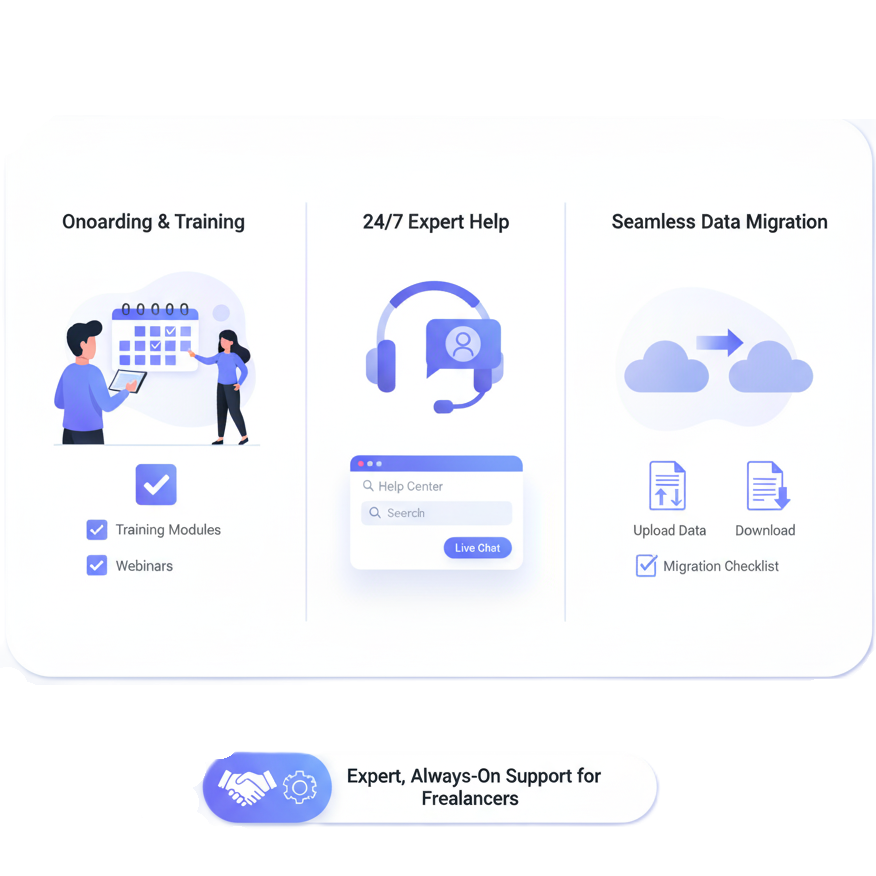 Onoarding & Training
24/7 Expert Help
Seamless Data Migration
Training Modules
Webinars
Help Center
Seercln
Live Chat
Upload Data
Download
Migration Checklist
Expert, Always-On Support for
Frealancers